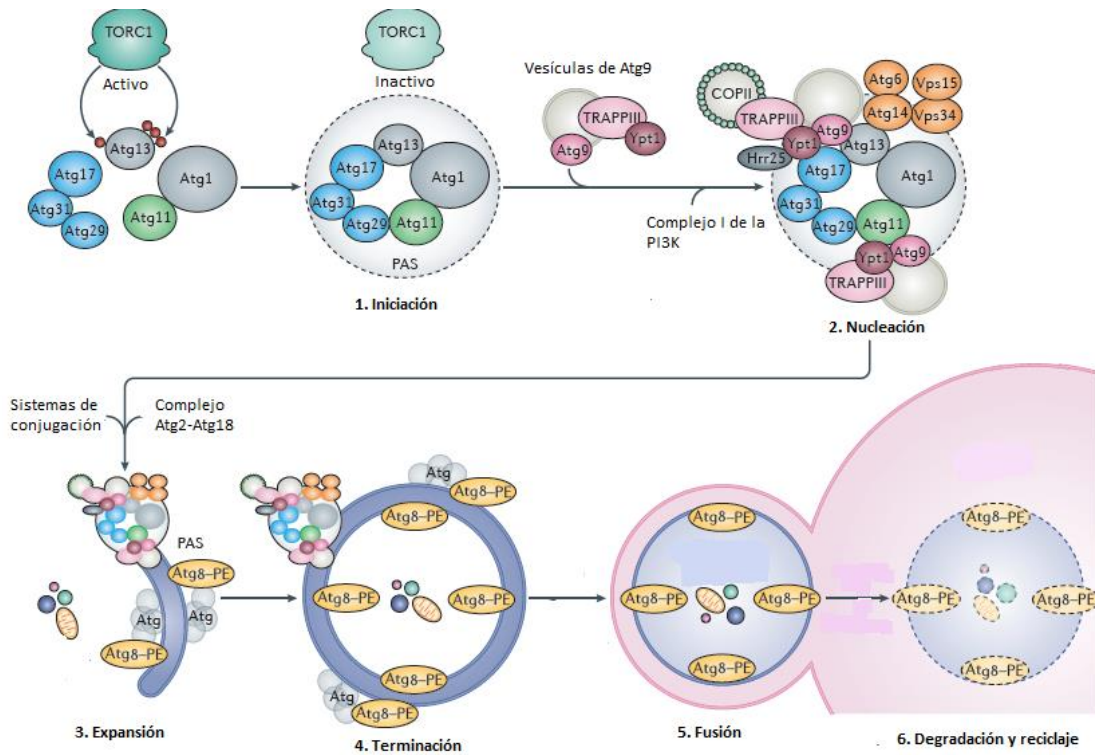 TORC1
Activo
Atg13
Atg17
Atg31
Atg29
Atg1
Atg11
TORC1
Inactivo
Atg13
Atg17
Atg1
Atg31
Atg29
Atg11
PAS
1. Iniciación
Vesículas de Atg9
TRAPPIII
Ypt1
Atg9
Complejo I de la
PI3K
COPII
TRAPPIII
Atg6
Vps15
Atg14
Vps34
Atg9
Ypt1
Atg13
Hrr25
Atg17
Atg1
Atg31
Atg29
Atg11
Ypt1
Atg9
TRAPPIII
2. Nucleación
Sistemas de
conjugación
Complejo
Atg2-Atg18
PAS
Atg8–PE
Atg
Atg8–PE
3. Expansión
Atg
Atg8–PE
Atg8–PE
Atg8–PE
Atg8–PE
Atg8–PE
Atg
Atg8–PE
4. Terminación
Atg8–PE
Atg8–PE
Atg8–PE
Atg8–PE
5. Fusión
Atg8–PE
Atg8–PE
Atg8–PE
Atg8–PE
6. Degradación y reciclaje